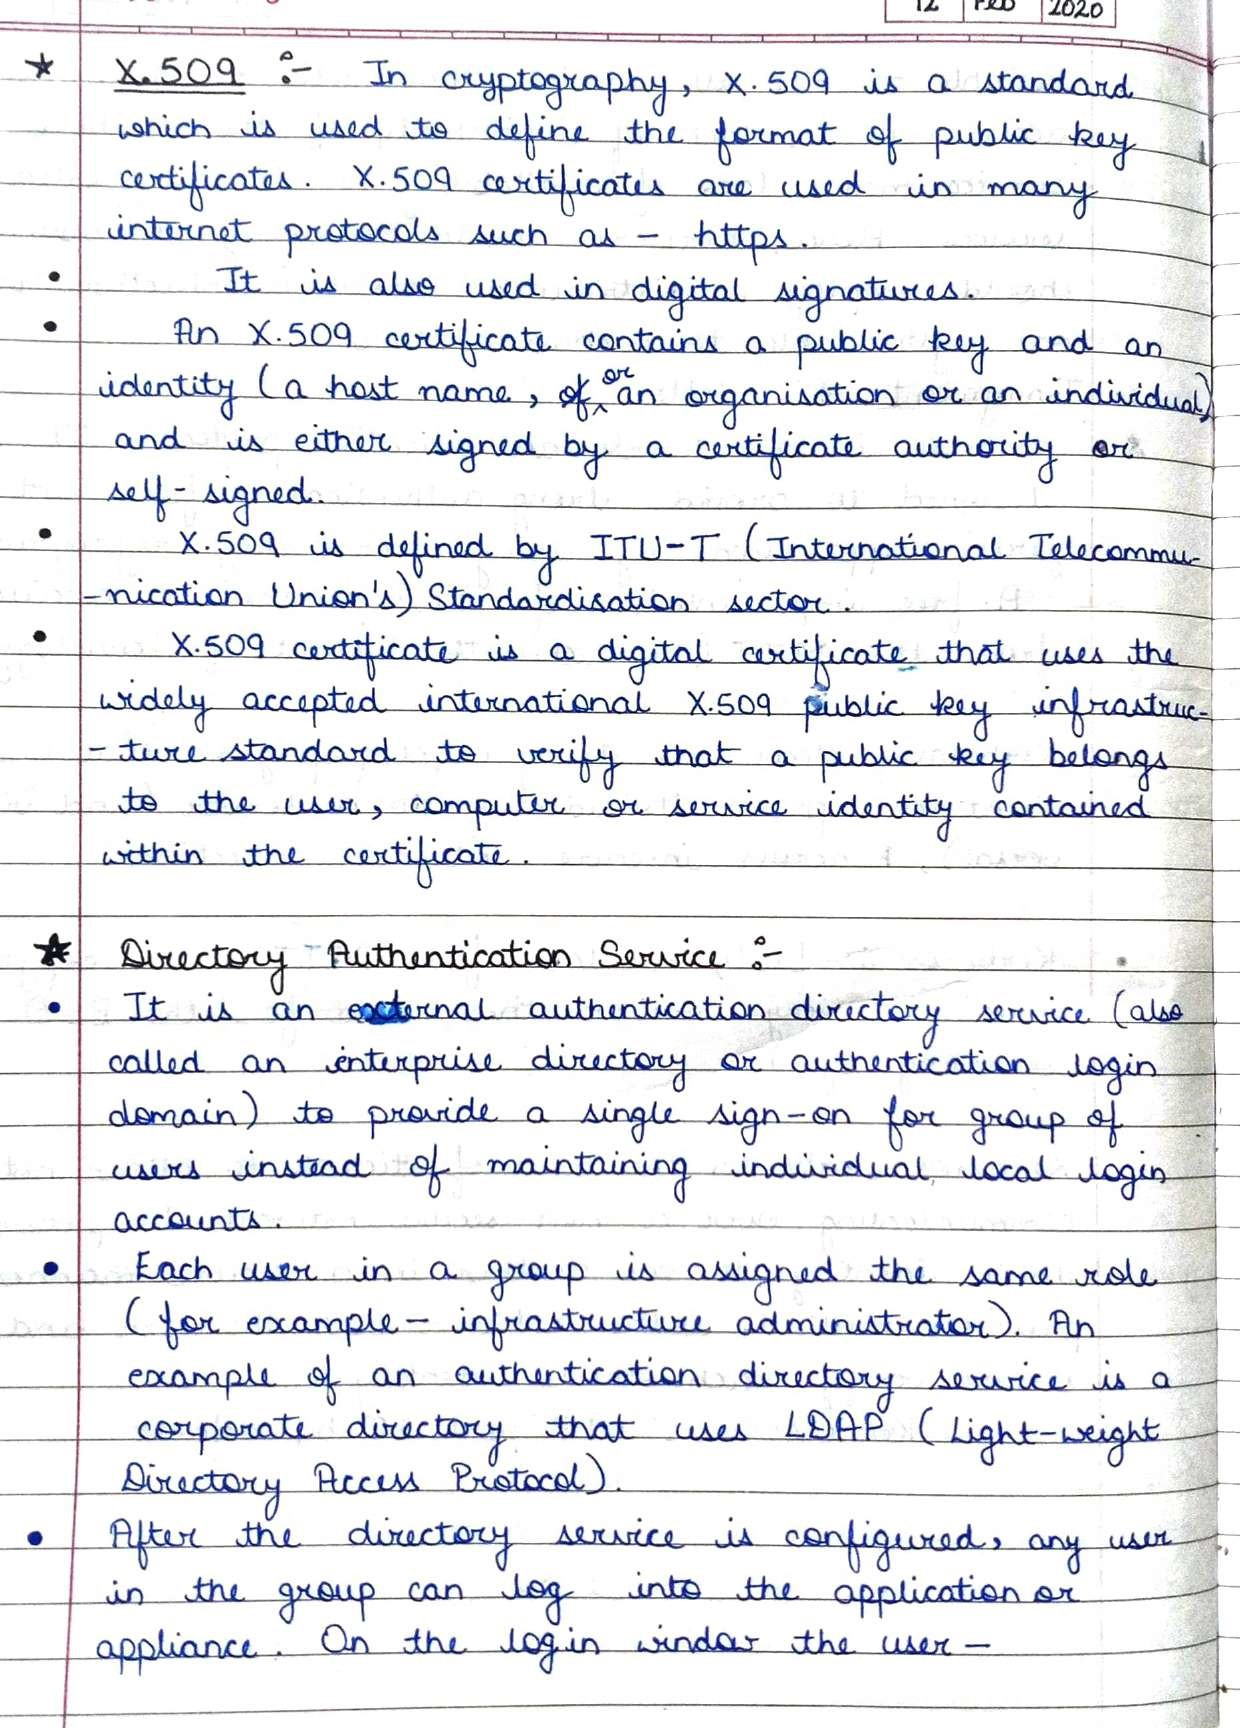 12 FEB 2020
★ X.509 :- In cryptography, X.509 is a standard
which is used to define the format of public key
certificates. X.509 certificates are used in many
internet protocols such as - https.
• It is also used in digital signatures.
• An X.509 certificate contains a public key and an
identity (a host name, or an organisation or an individual)
and is either signed by a certificate authority or
self-signed.
• X.509 is defined by ITU-T (International Telecommu-
-nication Union's) Standardisation sector.
• X.509 certificate is a digital certificate that uses the
widely accepted international X.509 public key infrastruc-
-ture standard to verify that a public key belongs
to the user, computer or service identity contained
within the certificate.
★ Directory Authentication Service :-
• It is an external authentication directory service (also
called an enterprise directory or authentication login
domain) to provide a single sign-on for group of
users instead of maintaining individual local login
accounts.
• Each user in a group is assigned the same role
(for example - infrastructure administrator). An
example of an authentication directory service is a
corporate directory that uses LDAP (Light-weight
Directory Access Protocol).
• After the directory service is configured, any user
in the group can log into the application or
appliance. On the login window the user -